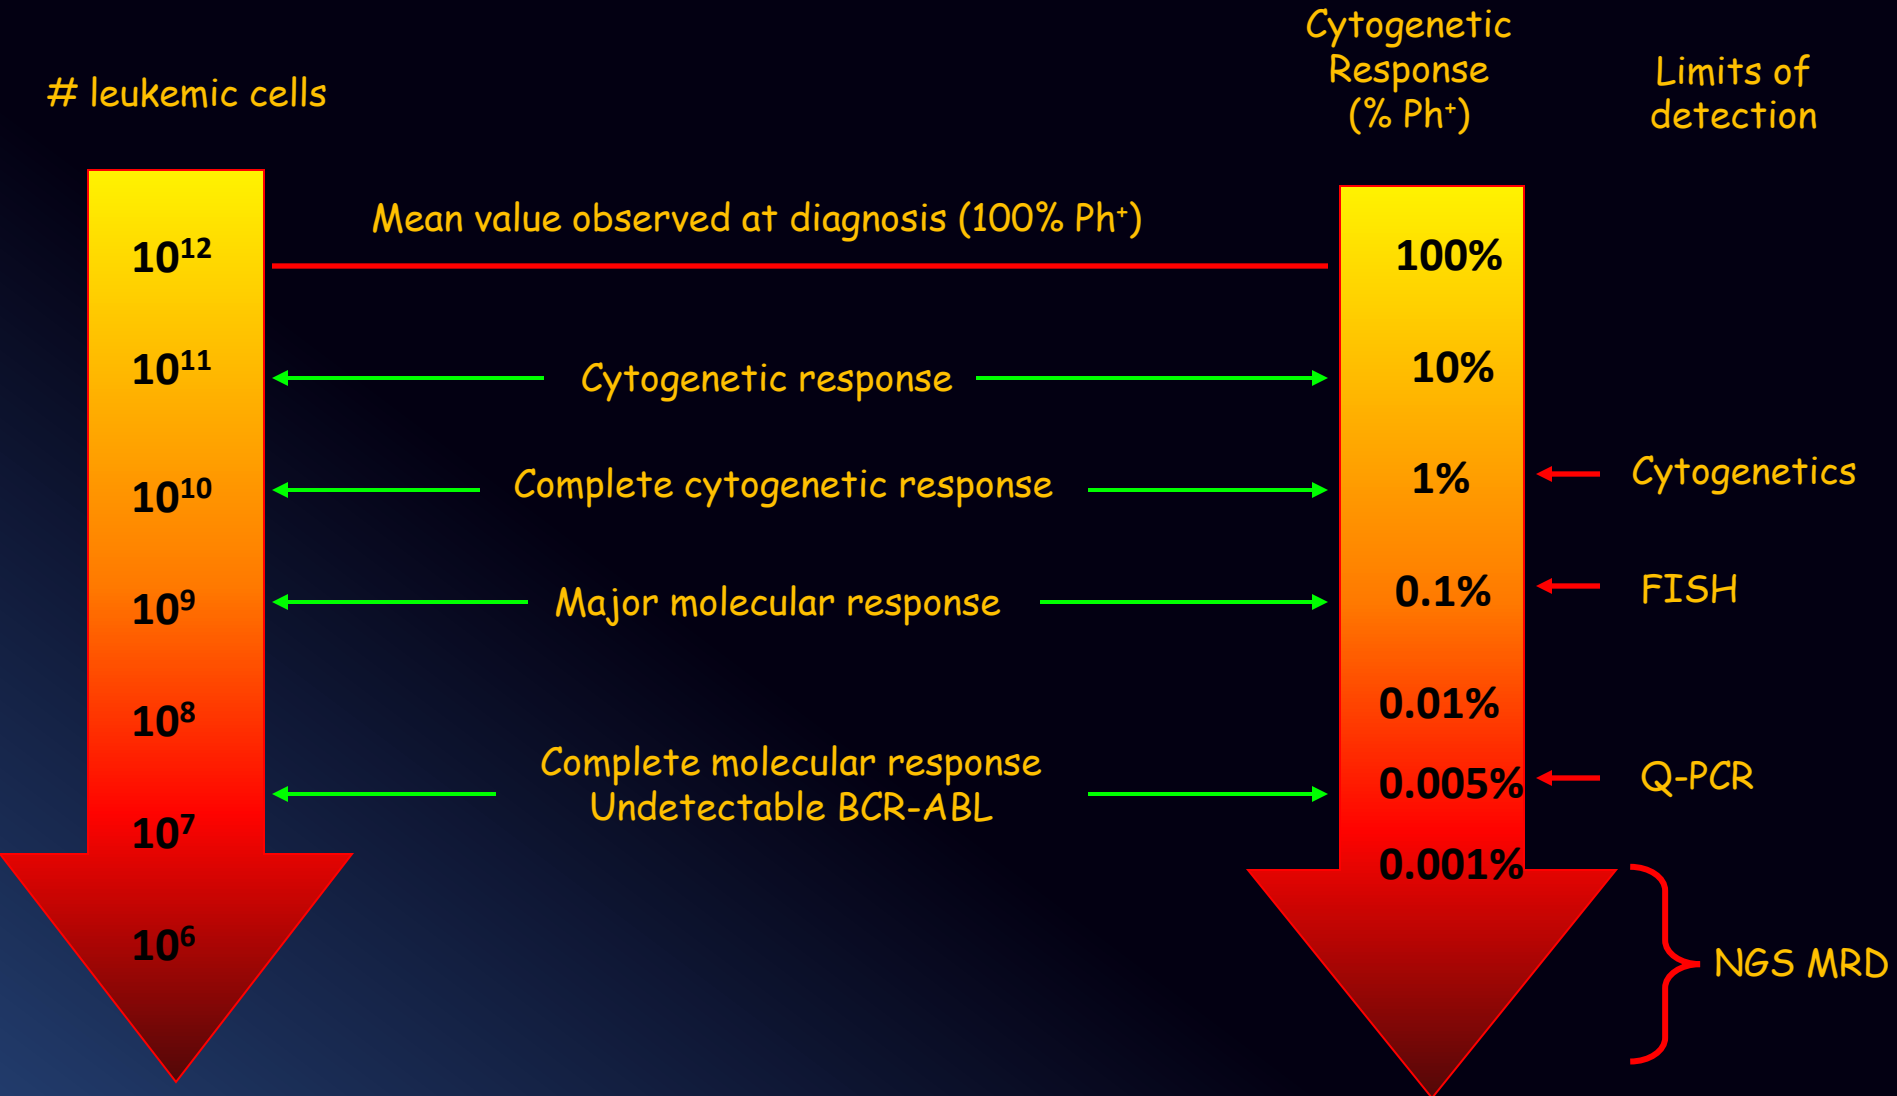 # leukemic cells
Cytogenetic
Response
(% Ph⁺)
Limits of
detection
Mean value observed at diagnosis (100% Ph⁺)
10¹²
100%
10¹¹
Cytogenetic response
10%
10¹⁰
Complete cytogenetic response
1%
Cytogenetics
10⁹
Major molecular response
0.1%
FISH
10⁸
0.01%
Complete molecular response
Undetectable BCR-ABL
0.005%
Q-PCR
10⁷
0.001%
10⁶
NGS MRD